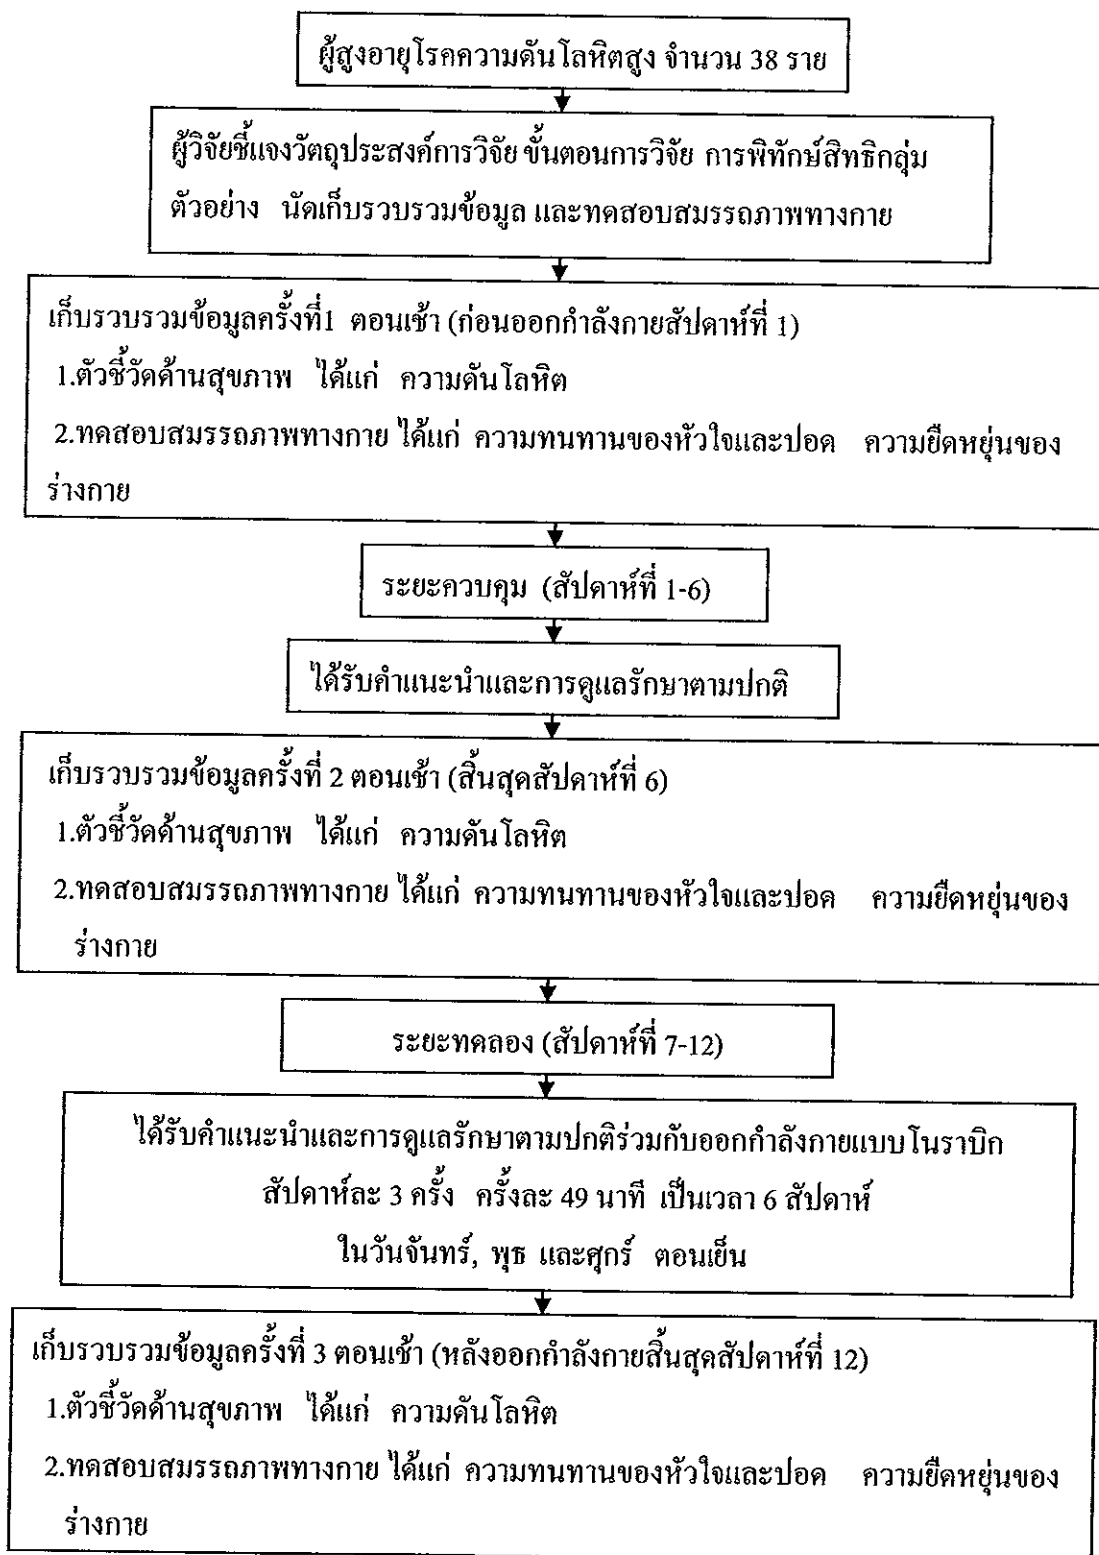 ผู้สูงอายุโรคความดันโลหิตสูง จำนวน 38 ราย
ผู้วิจัยชี้แจงวัตถุประสงค์การวิจัย ขั้นตอนการวิจัย การพิทักษ์สิทธิกลุ่ม
ตัวอย่าง นัดเก็บรวบรวมข้อมูล และทดสอบสมรรถภาพทางกาย
เก็บรวบรวมข้อมูลครั้งที่1 ตอนเช้า (ก่อนออกกำลังกายสัปดาห์ที่ 1)
1.ตัวชี้วัดด้านสุขภาพ ได้แก่ ความดันโลหิต
2.ทดสอบสมรรถภาพทางกาย ได้แก่ ความทนทานของหัวใจและปอด ความยืดหยุ่นของ
ร่างกาย
ระยะควบคุม (สัปดาห์ที่ 1-6)
ได้รับคำแนะนำและการดูแลรักษาตามปกติ
เก็บรวบรวมข้อมูลครั้งที่ 2 ตอนเช้า (สิ้นสุดสัปดาห์ที่ 6)
1.ตัวชี้วัดด้านสุขภาพ ได้แก่ ความดันโลหิต
2.ทดสอบสมรรถภาพทางกาย ได้แก่ ความทนทานของหัวใจและปอด ความยืดหยุ่นของ
ร่างกาย
ระยะทดลอง (สัปดาห์ที่ 7-12)
ได้รับคำแนะนำและการดูแลรักษาตามปกติร่วมกับออกกำลังกายแบบโนราบิก
สัปดาห์ละ 3 ครั้ง ครั้งละ 49 นาที เป็นเวลา 6 สัปดาห์
ในวันจันทร์, พุธ และศุกร์ ตอนเย็น
เก็บรวบรวมข้อมูลครั้งที่ 3 ตอนเช้า (หลังออกกำลังกายสิ้นสุดสัปดาห์ที่ 12)
1.ตัวชี้วัดด้านสุขภาพ ได้แก่ ความดันโลหิต
2.ทดสอบสมรรถภาพทางกาย ได้แก่ ความทนทานของหัวใจและปอด ความยืดหยุ่นของ
ร่างกาย